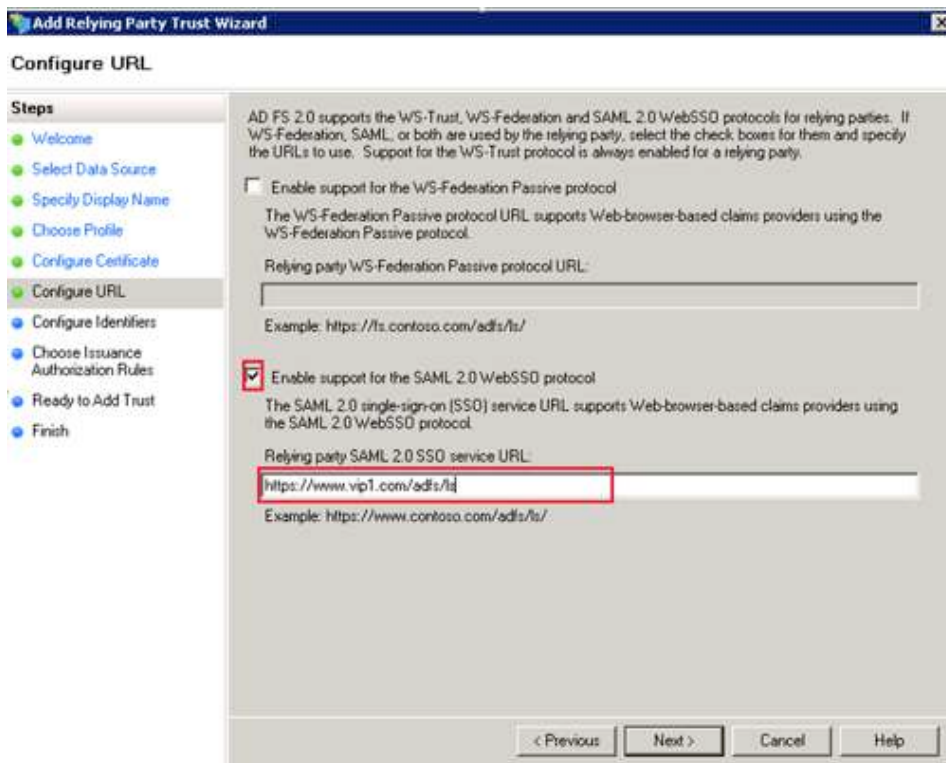 Add Relying Party Trust Wizard
Configure URL
Steps
Welcome
Select Data Source
Specify Display Name
Choose Profile
Configure Certificate
Configure URL
Configure Identifiers
Choose Issuance
Authorization Rules
Ready to Add Trust
Finish
AD FS 2.0 supports the WS-Trust, WS-Federation and SAML 2.0 WebSSO protocols for relying parties. If
WS-Federation, SAML, or both are used by the relying party, select the check boxes for them and specify
the URLs to use. Support for the WS-Trust protocol is always enabled for a relying party.
Enable support for the WS-Federation Passive protocol
The WS-Federation Passive protocol URL supports Web-browser-based claims providers using the
WS-Federation Passive protocol.
Relying party WS-Federation Passive protocol URL:
Example: https://fs.contoso.com/adfs/ls/
Enable support for the SAML 2.0 WebSSO protocol
The SAML 2.0 single-sign-on (SSO) service URL supports Web-browser-based claims providers using
the SAML 2.0 WebSSO protocol.
Relying party SAML 2.0 SSO service URL:
https://www.vip1.com/adfs/ls
Example: https://www.contoso.com/adfs/ls/
< Previous
Next >
Cancel
Help